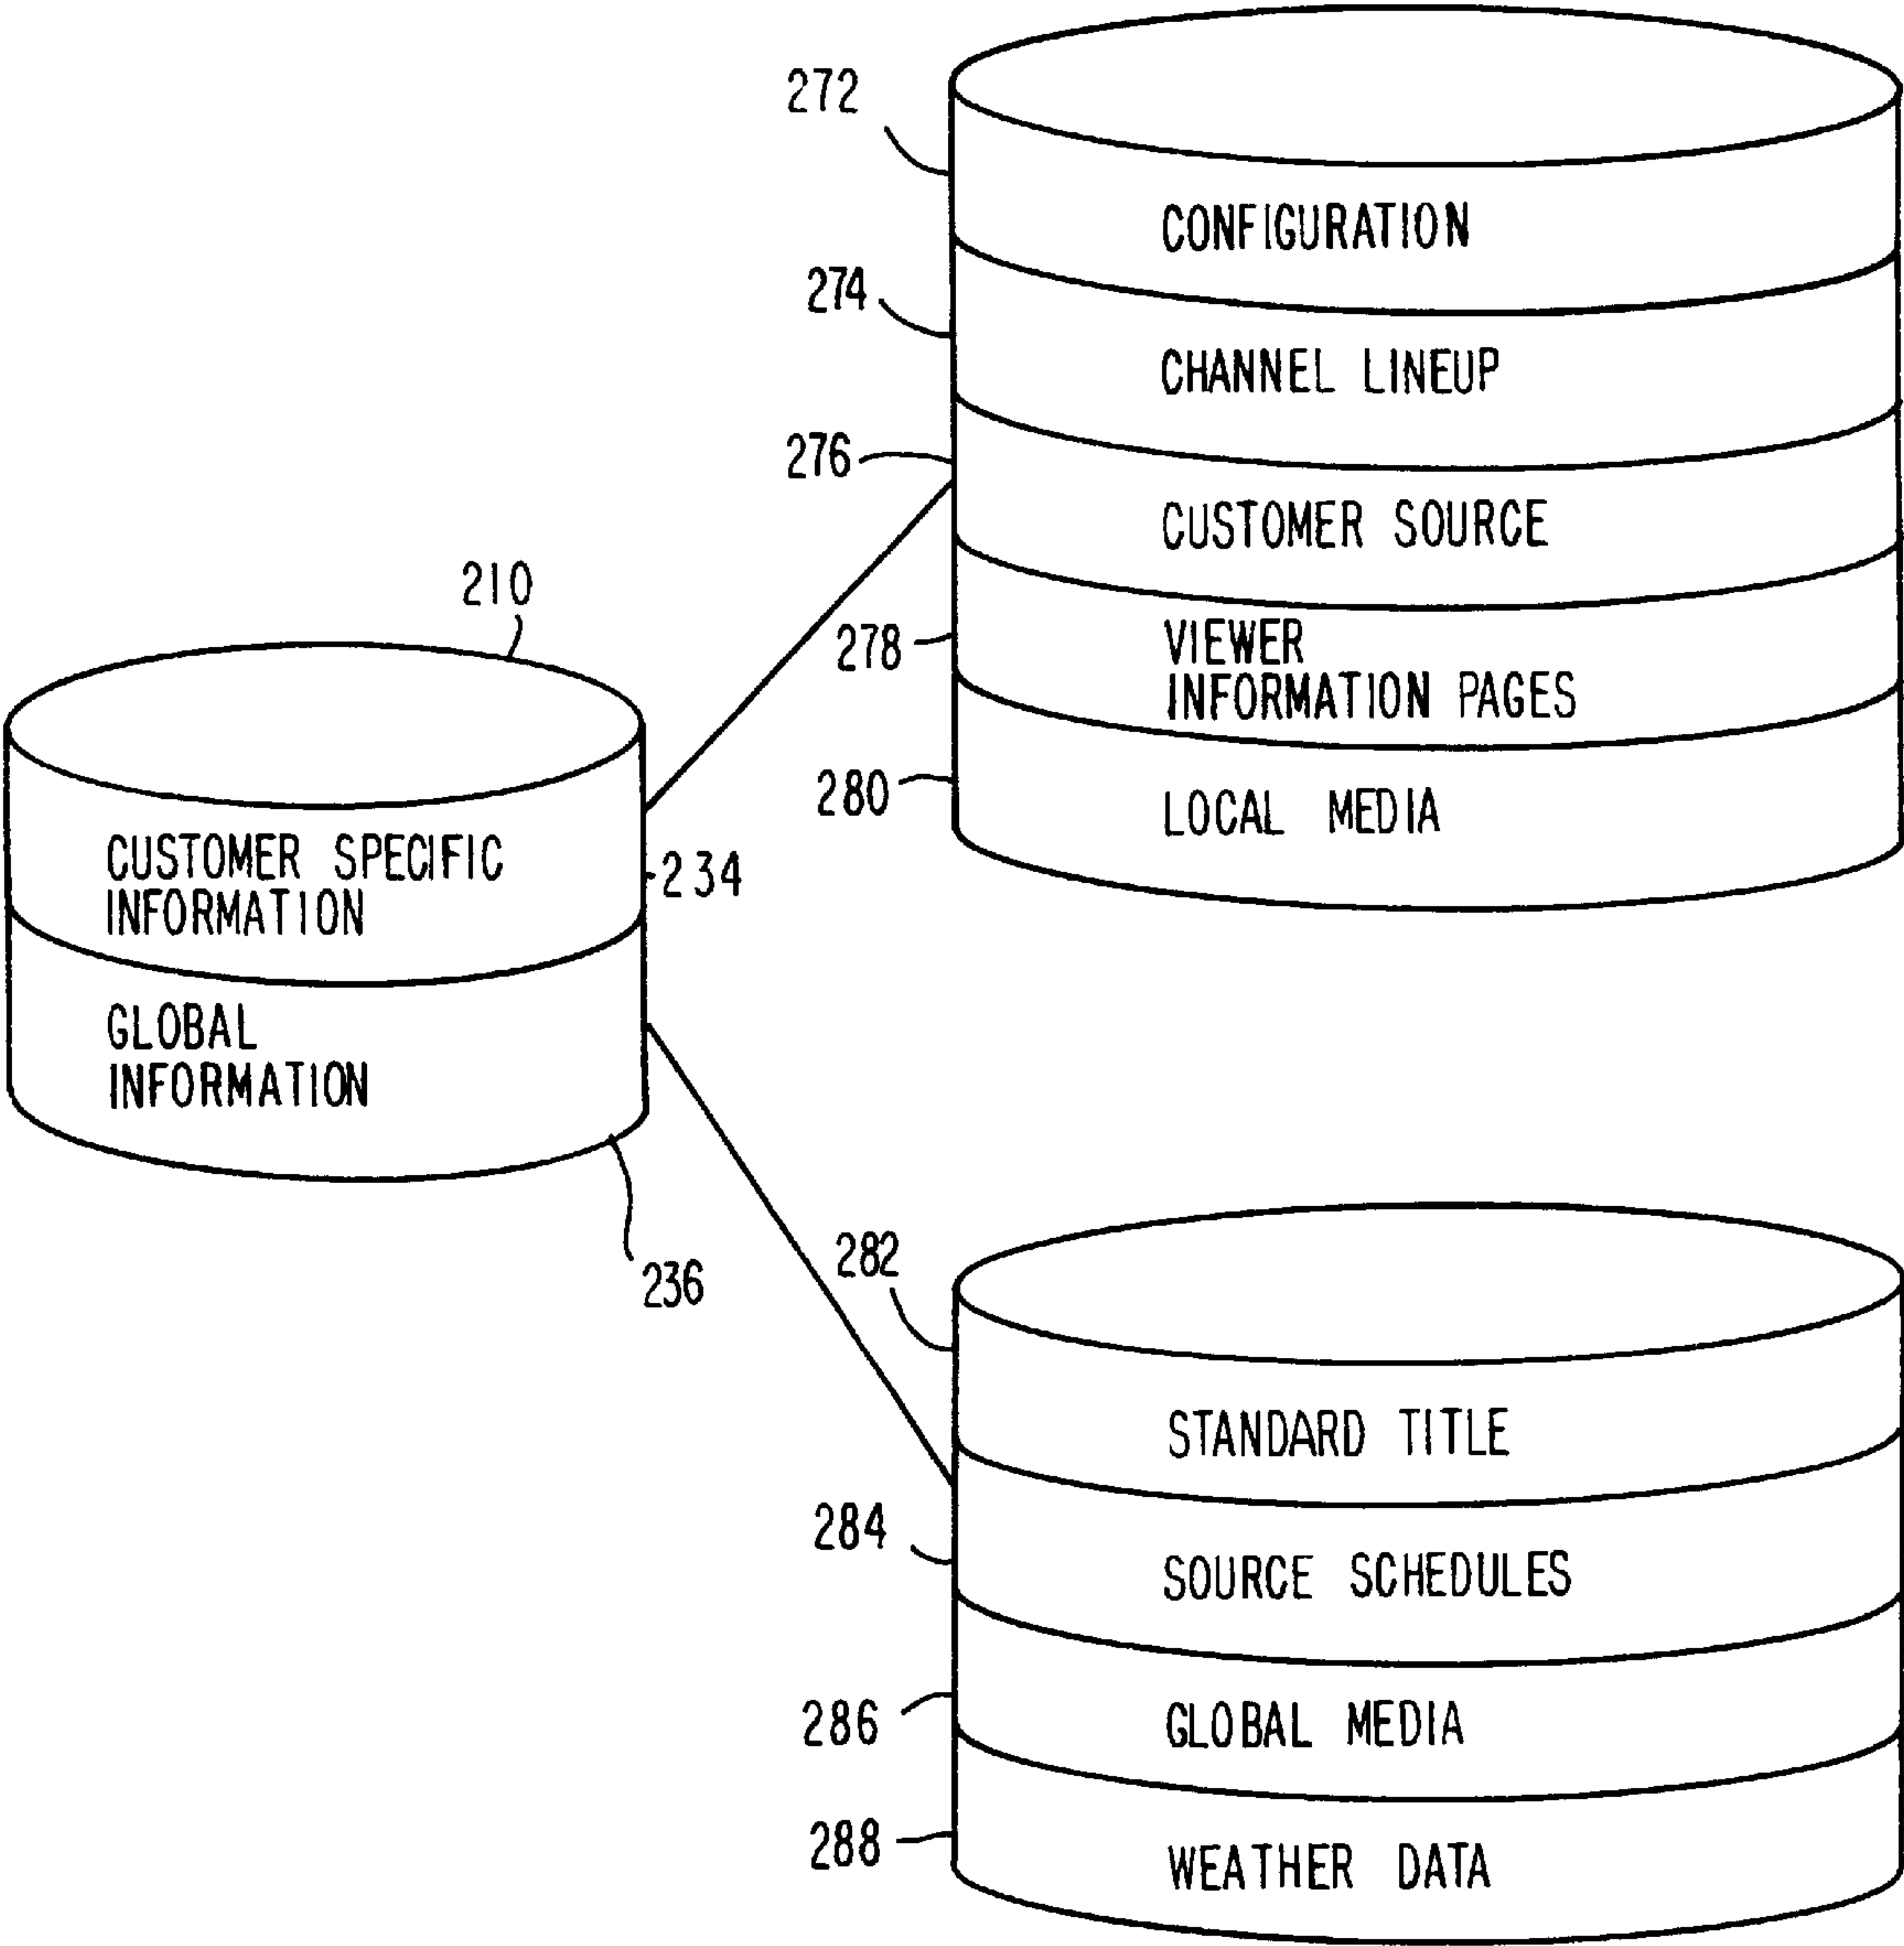 272
CONFIGURATION
274
CHANNEL LINEUP
276
CUSTOMER SOURCE
278
VIEWER
INFORMATION PAGES
280
LOCAL MEDIA
210
CUSTOMER SPECIFIC
INFORMATION
234
GLOBAL
INFORMATION
236
282
STANDARD TITLE
284
SOURCE SCHEDULES
286
GLOBAL MEDIA
288
WEATHER DATA